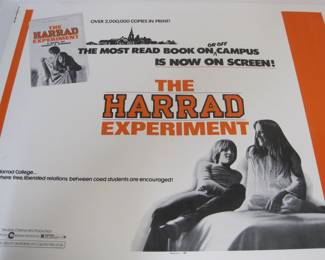 OVER 2,500,000 COPIES IN PRINT!
THE
HARRAD
EXPERIMENT
THE MOST READ BOOK ON OR OFF CAMPUS
IS NOW ON SCREEN!
THE
HARRAD
EXPERIMENT
Harrad College...
where free, liberated relations between coed students are encouraged!